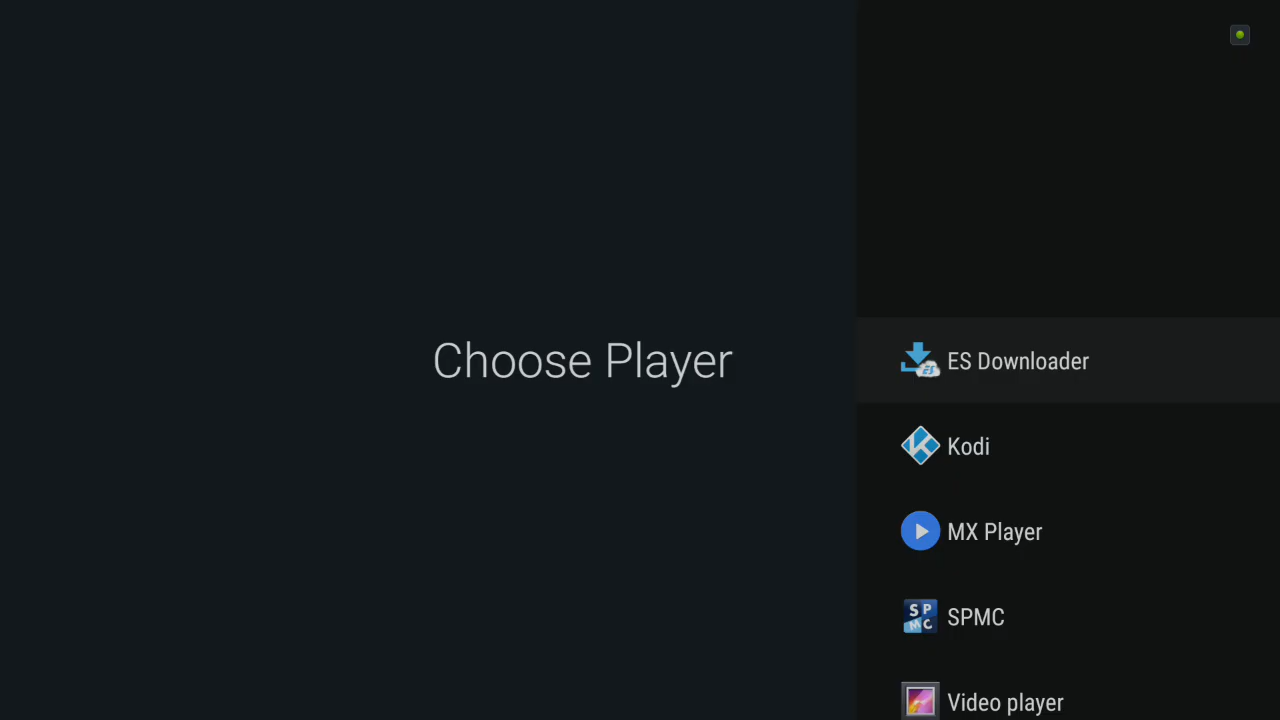 Choose Player
ES Downloader
Kodi
MX Player
SPMC
Video player